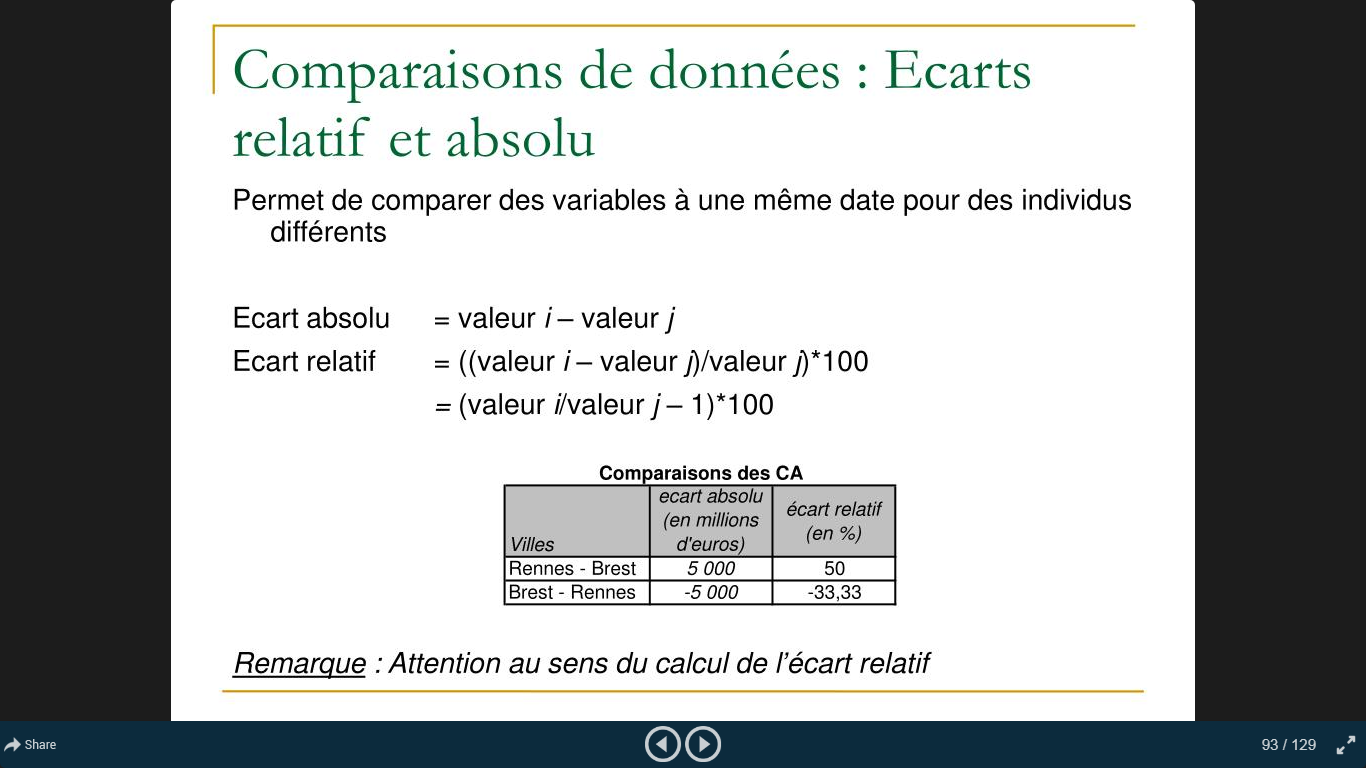 Comparaisons de données : Ecarts
relatif et absolu
Permet de comparer des variables à une même date pour des individus
différents
Ecart absolu = valeur i – valeur j
Ecart relatif = ((valeur i – valeur j)/valeur j)*100
= (valeur i/valeur j – 1)*100
Comparaisons des CA
Villes ecart absolu (en millions d'euros) écart relatif (en %)
Rennes - Brest 5 000 50
Brest - Rennes -5 000 -33,33
Remarque : Attention au sens du calcul de l’écart relatif
Share 93 / 129